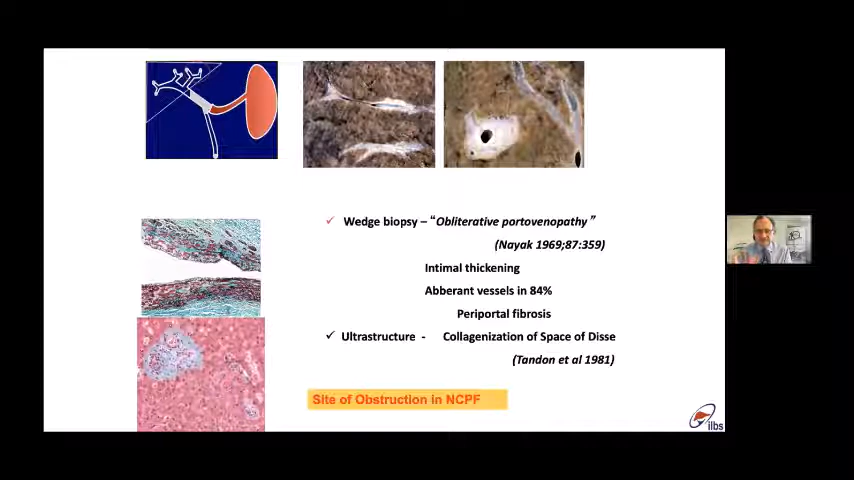 Wedge biopsy – “Obliterative portovenopathy”
(Nayak 1969;87:359)
Intimal thickening
Abberant vessels in 84%
Periportal fibrosis
Ultrastructure - Collagenization of Space of Disse
(Tandon et al 1981)
Site of Obstruction in NCPF
ilbs